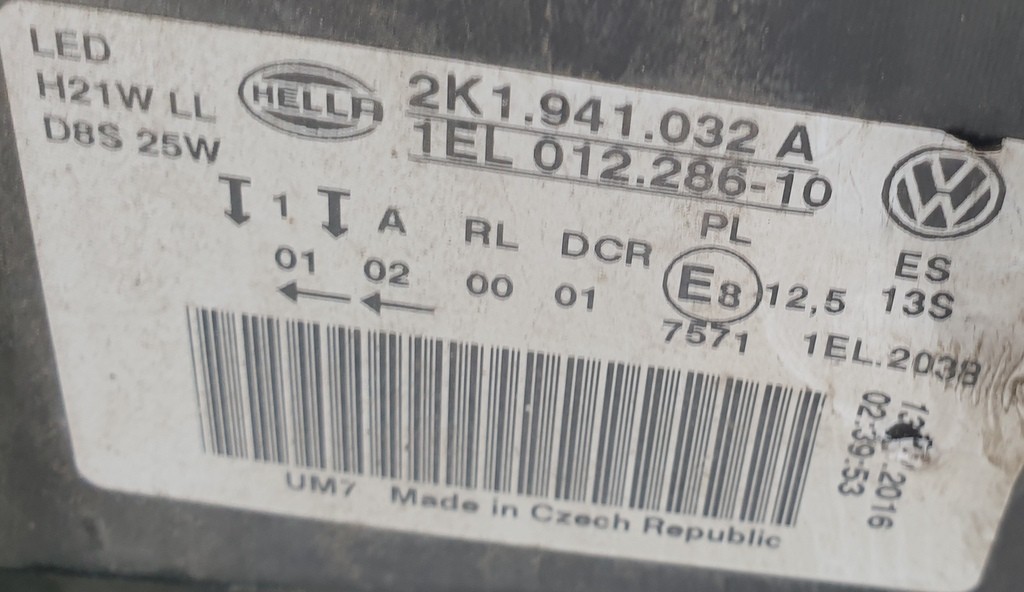 LED
H21W LL
D8S 25W
HELLA
2K1.941.032 A
1EL 012.286-10
1 A RL DCR PL ES
01 02 00 01 E8 12,5 13S
7571 1EL.2038
2016
02:39:53
UM7 Made in Czech Republic